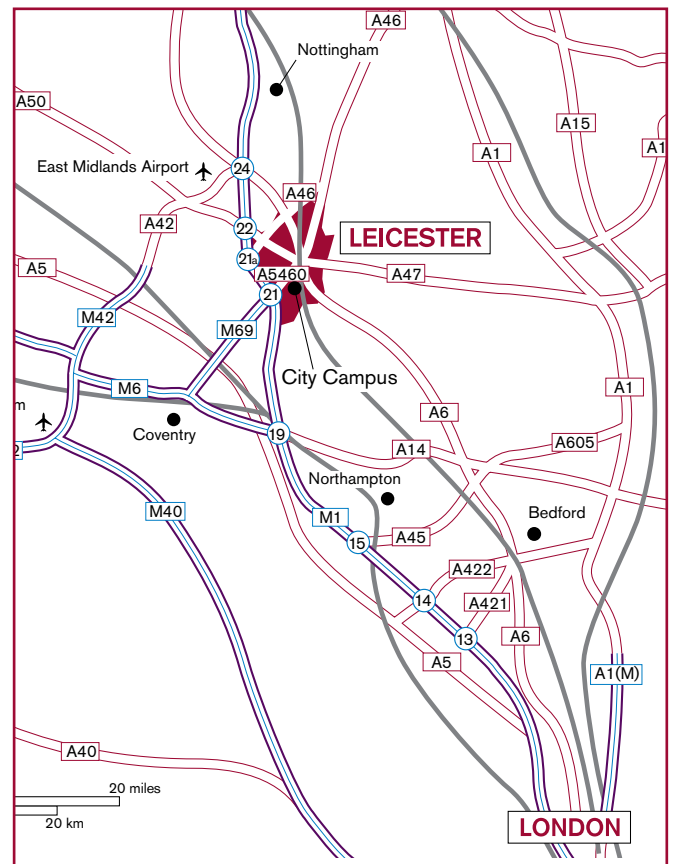 A46
Nottingham
A50
A15
A1
A1
East Midlands Airport
24
A46
A42
22
LEICESTER
21a
A5
A5460
A47
21
M42
M69
City Campus
M6
A1
m
A6
Coventry
19
A14
A605
2
Northampton
M40
M1
Bedford
15
A45
A422
14
A421
13
A6
A5
A1(M)
A40
20 miles
20 km
LONDON